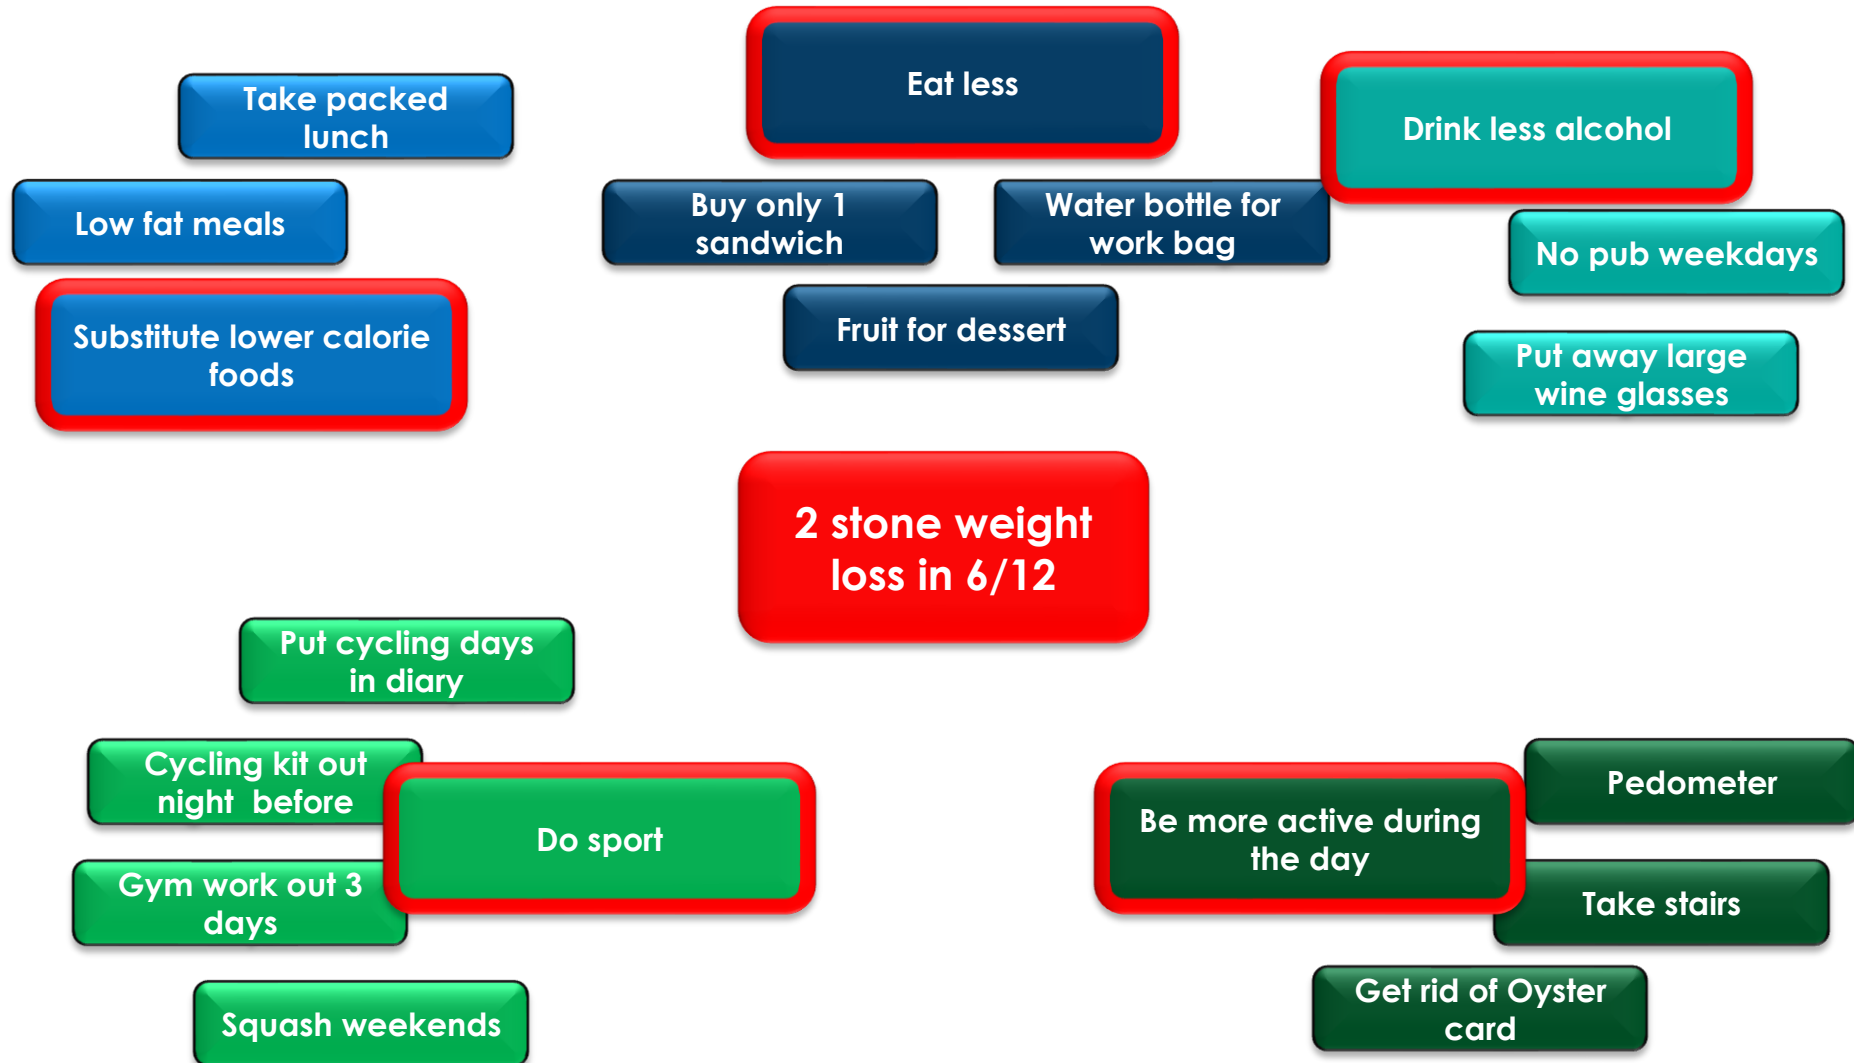 Eat less
Take packed
lunch
Drink less alcohol
Low fat meals
Buy only 1
sandwich
Water bottle for
work bag
No pub weekdays
Substitute lower calorie
foods
Fruit for dessert
Put away large
wine glasses
2 stone weight
loss in 6/12
Put cycling days
in diary
Cycling kit out
night  before
Do sport
Be more active during
the day
Pedometer
Gym work out 3
days
Take stairs
Squash weekends
Get rid of Oyster
card